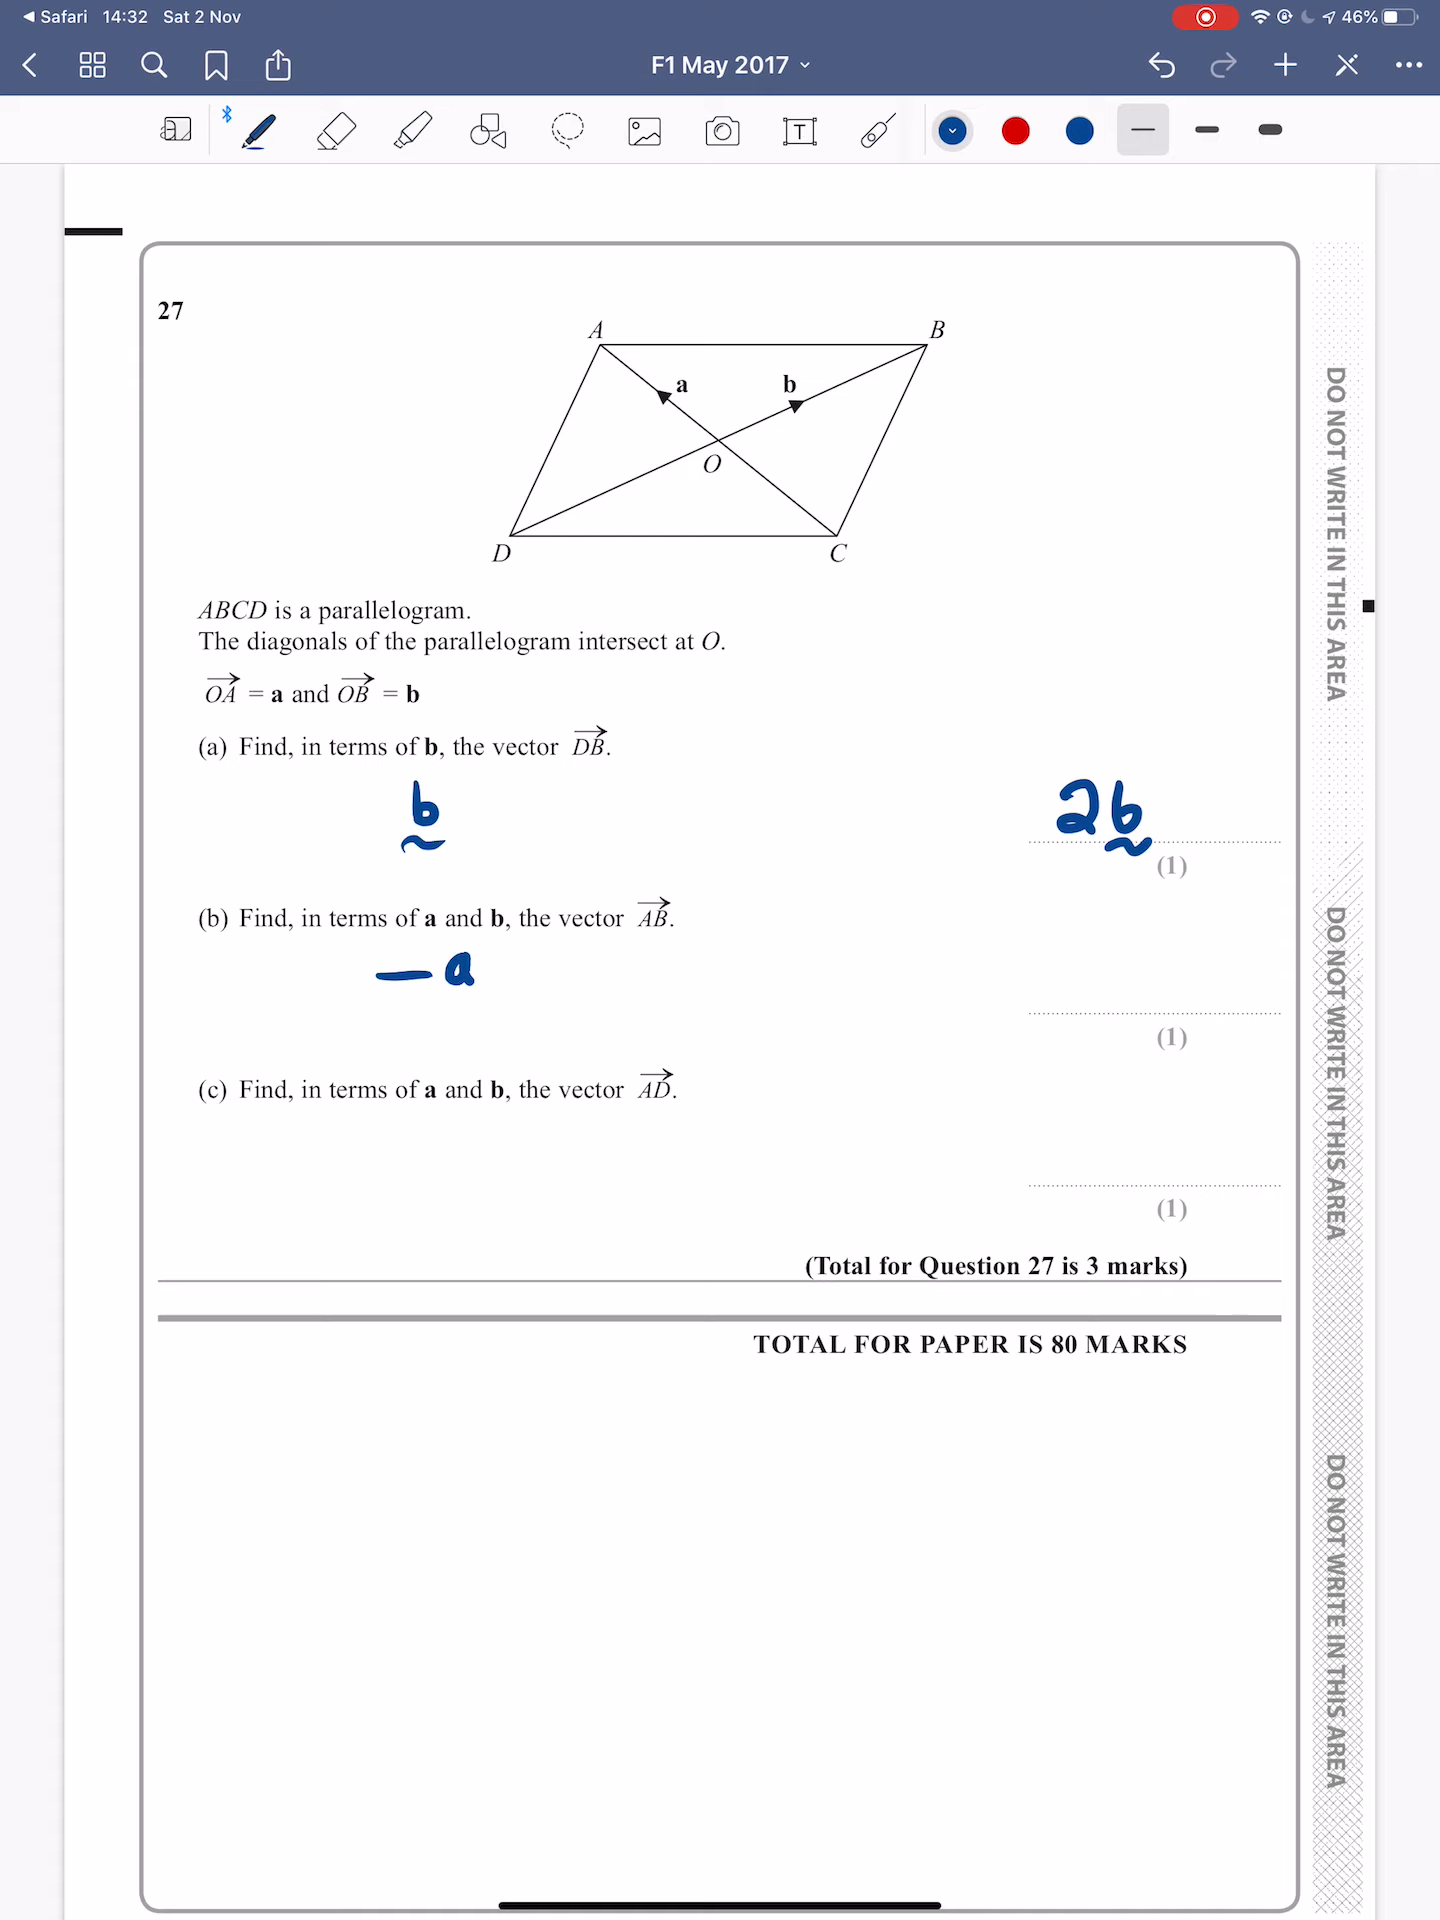 Safari 14:32 Sat 2 Nov 46%
F1 May 2017
T
27
A B
a b
O
D C
ABCD is a parallelogram.
The diagonals of the parallelogram intersect at O.
OA = a and OB = b
(a) Find, in terms of b, the vector DB.
b 2b
(1)
(b) Find, in terms of a and b, the vector AB.
— a
(1)
(c) Find, in terms of a and b, the vector AD.
(1)
(Total for Question 27 is 3 marks)
TOTAL FOR PAPER IS 80 MARKS
DO NOT WRITE IN THIS AREA
DO NOT WRITE IN THIS AREA
DO NOT WRITE IN THIS AREA